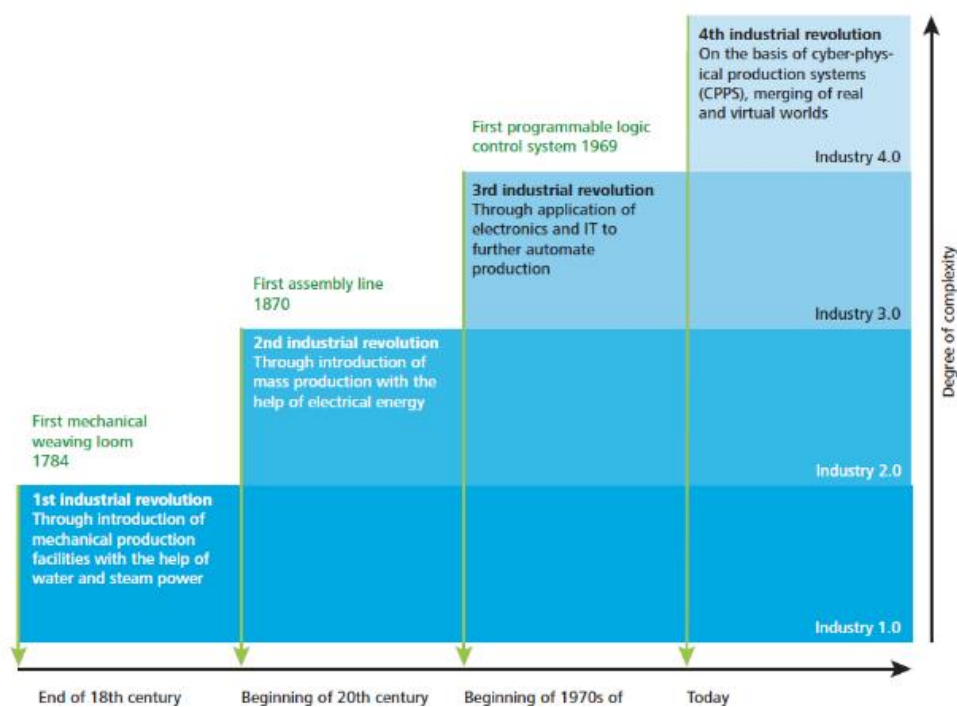 4th industrial revolution
On the basis of cyber-phys-
ical production systems
(CPPS), merging of real
and virtual worlds
Industry 4.0
First programmable logic
control system 1969
3rd industrial revolution
Through application of
electronics and IT to
further automate
production
Industry 3.0
First assembly line
1870
2nd industrial revolution
Through introduction of
mass production with the
help of electrical energy
Industry 2.0
First mechanical
weaving loom
1784
1st industrial revolution
Through introduction of
mechanical production
facilities with the help of
water and steam power
Industry 1.0
Degree of complexity
End of 18th century
Beginning of 20th century
Beginning of 1970s of
Today